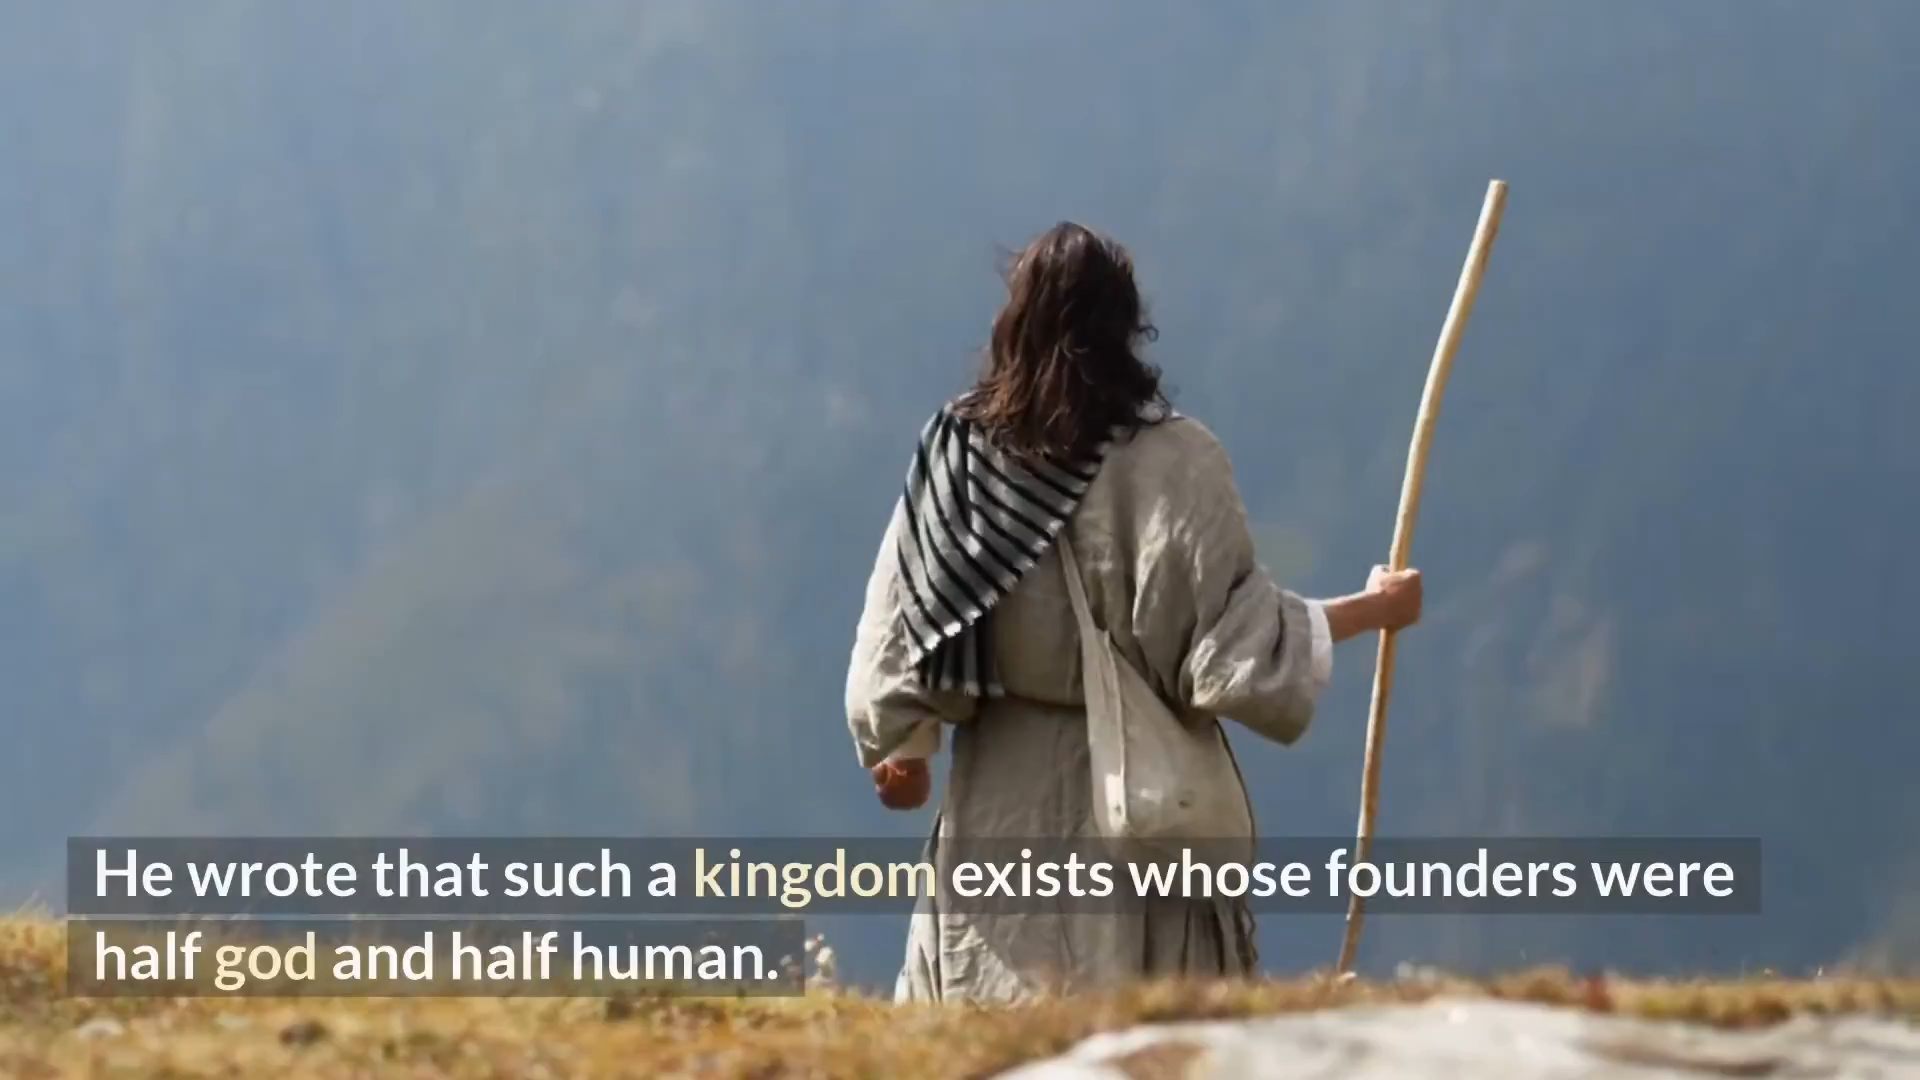 He wrote that such a kingdom exists whose founders were
half god and half human.